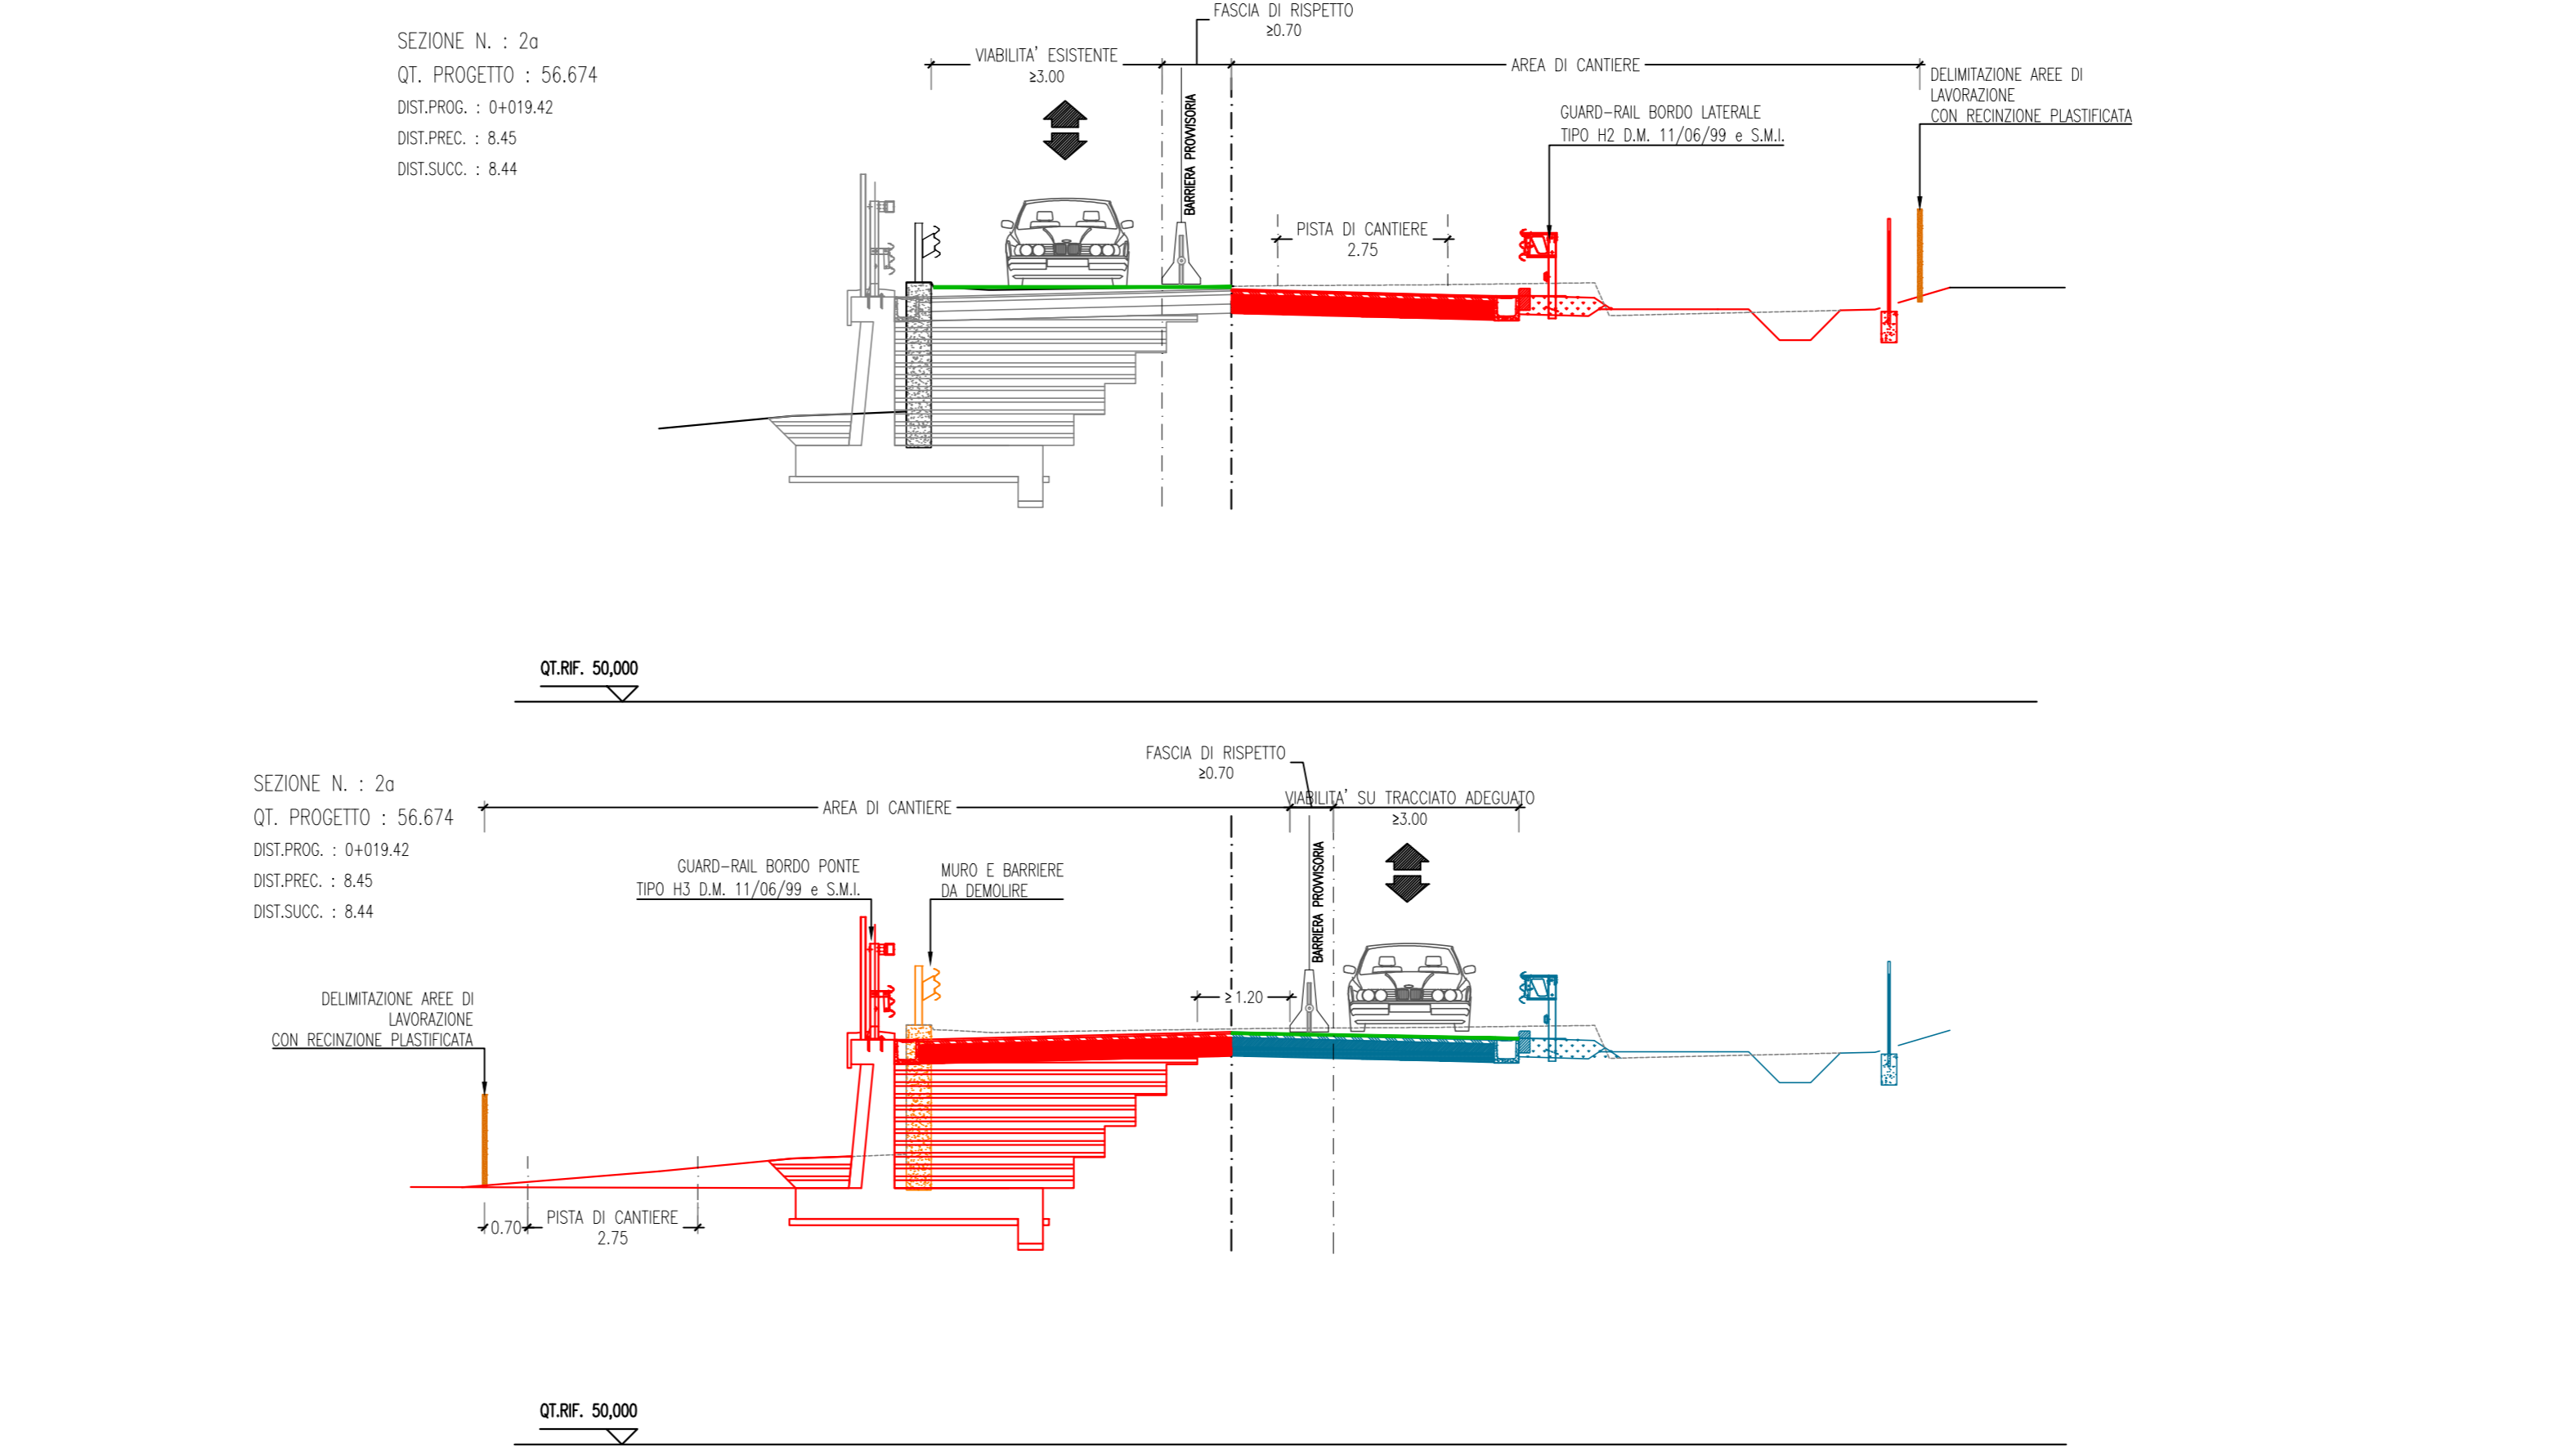 SEZIONE N. : 2a
QT. PROGETTO : 56.674
DIST.PROG. : 0+019.42
DIST.PREC. : 8.45
DIST.SUCC. : 8.44
FASCIA DI RISPETTO
≥0.70
VIABILITA' ESISTENTE
≥3.00
AREA DI CANTIERE
DELIMITAZIONE AREE DI
LAVORAZIONE
CON RECINZIONE PLASTIFICATA
GUARD-RAIL BORDO LATERALE
TIPO H2 D.M. 11/06/99 e S.M.I.
BARRIERA PROVVISORIA
PISTA DI CANTIERE
2.75
QT.RIF. 50,000
SEZIONE N. : 2a
QT. PROGETTO : 56.674
DIST.PROG. : 0+019.42
DIST.PREC. : 8.45
DIST.SUCC. : 8.44
FASCIA DI RISPETTO
≥0.70
AREA DI CANTIERE
VIABILITA' SU TRACCIATO ADEGUATO
≥3.00
GUARD-RAIL BORDO PONTE
TIPO H3 D.M. 11/06/99 e S.M.I.
MURO E BARRIERE
DA DEMOLIRE
BARRIERA PROVVISORIA
≥1.20
DELIMITAZIONE AREE DI
LAVORAZIONE
CON RECINZIONE PLASTIFICATA
0.70
PISTA DI CANTIERE
2.75
QT.RIF. 50,000